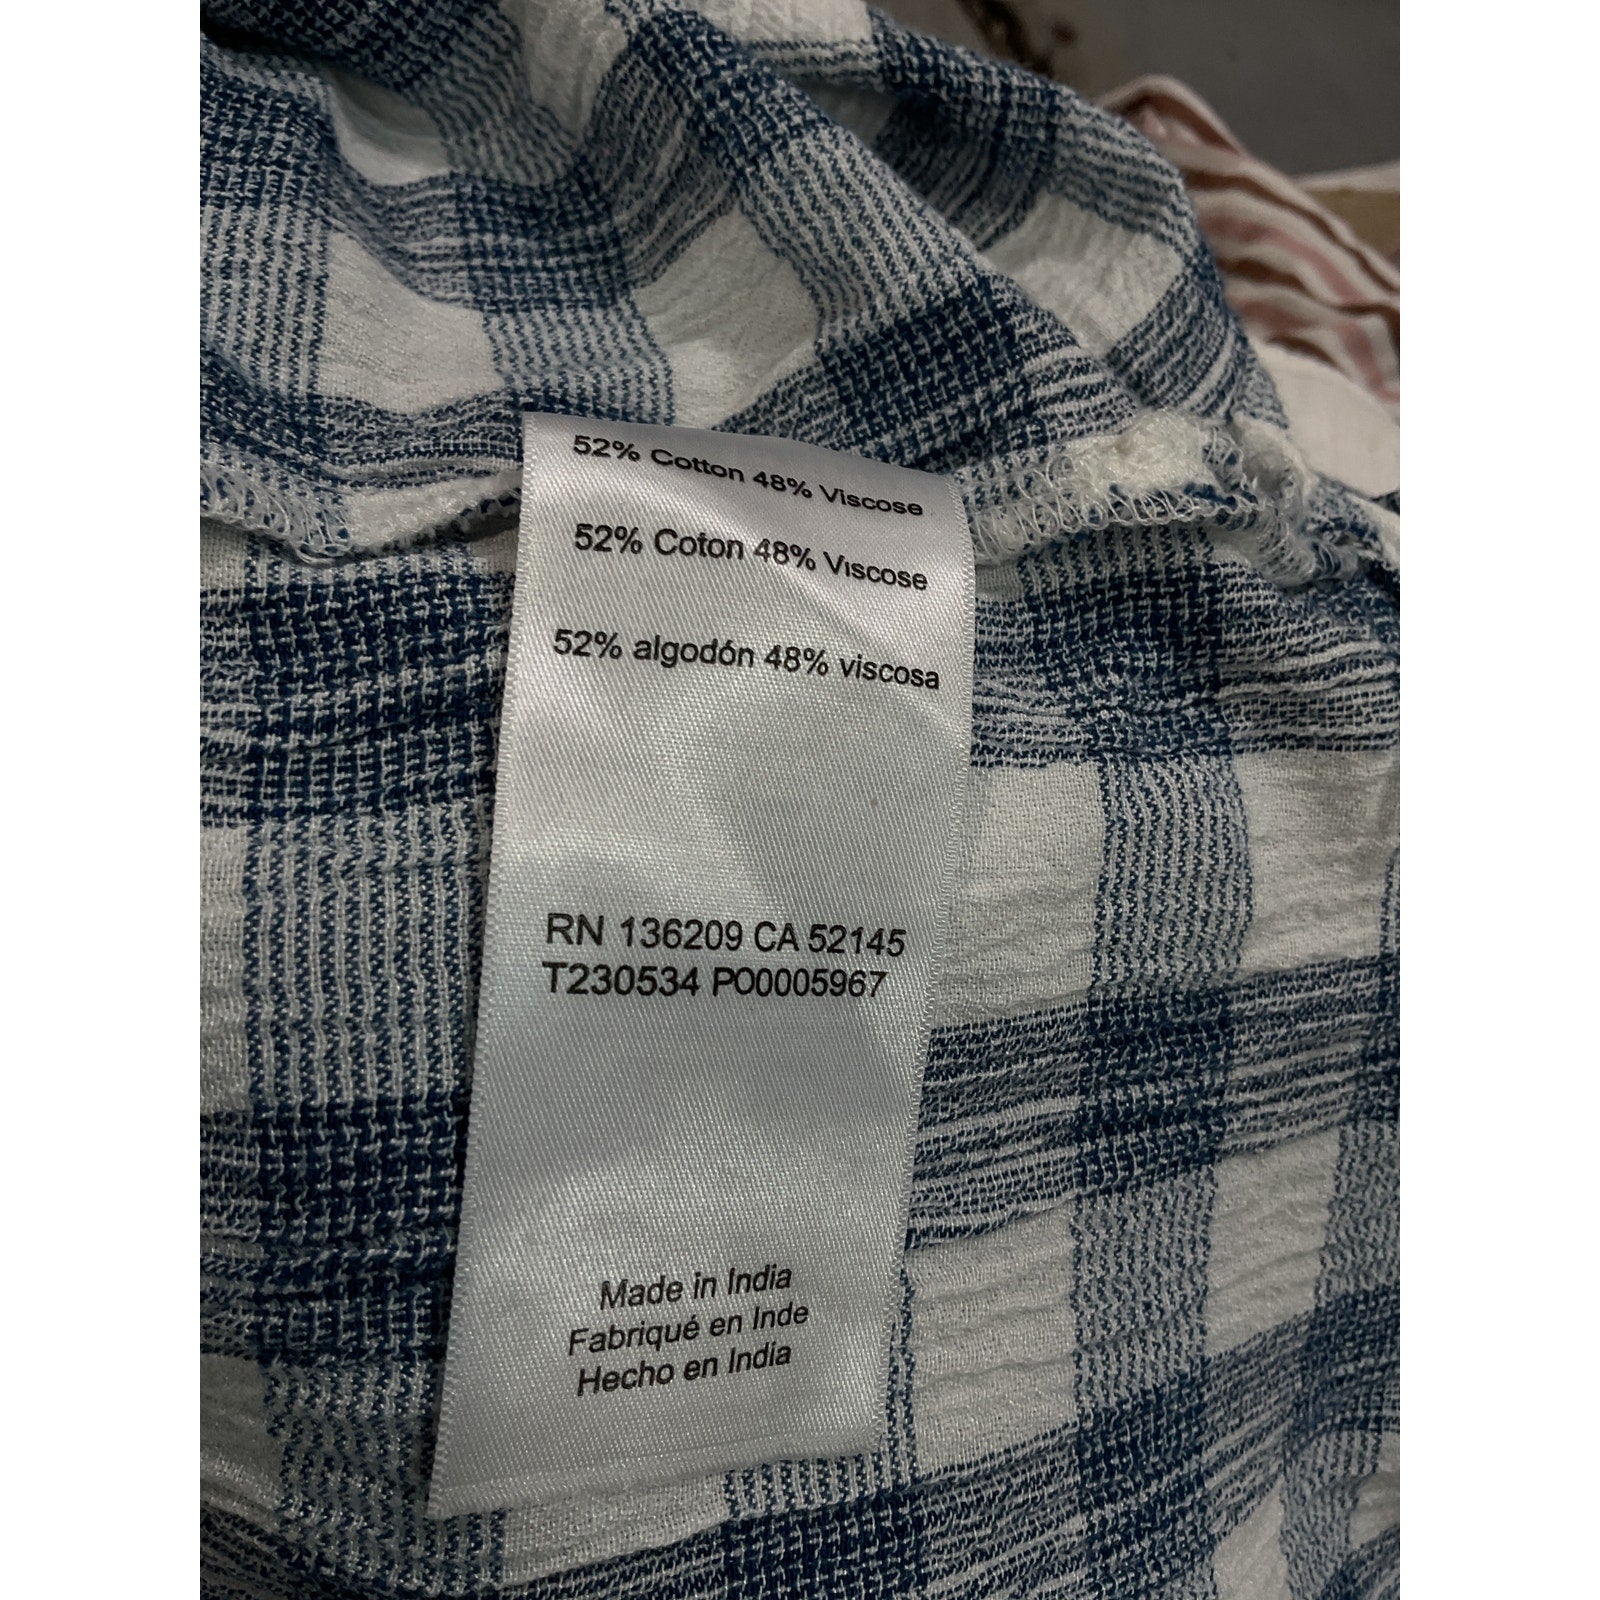 52% Cotton 48% Viscose
52% Coton 48% Viscose
52% algodón 48% viscosa
RN 136209 CA 52145
T230534 PO0005967
Made in India
Fabriqué en Inde
Hecho en India